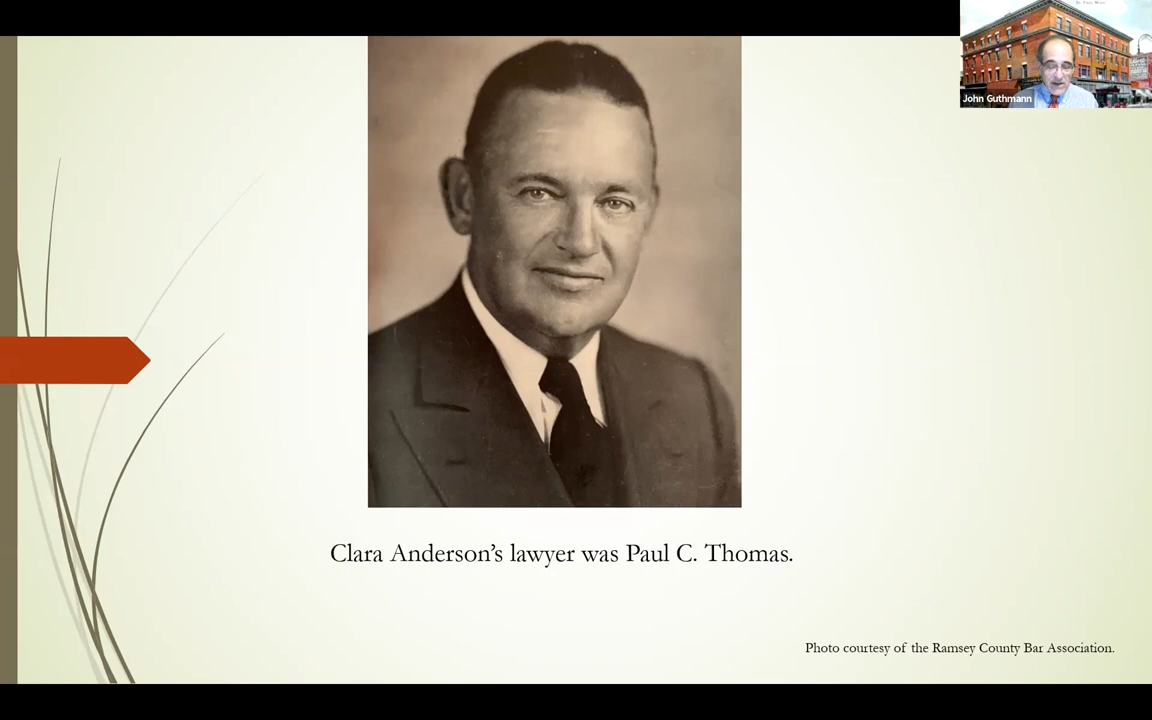 John Guthmann
Clara Anderson’s lawyer was Paul C. Thomas.
Photo courtesy of the Ramsey County Bar Association.